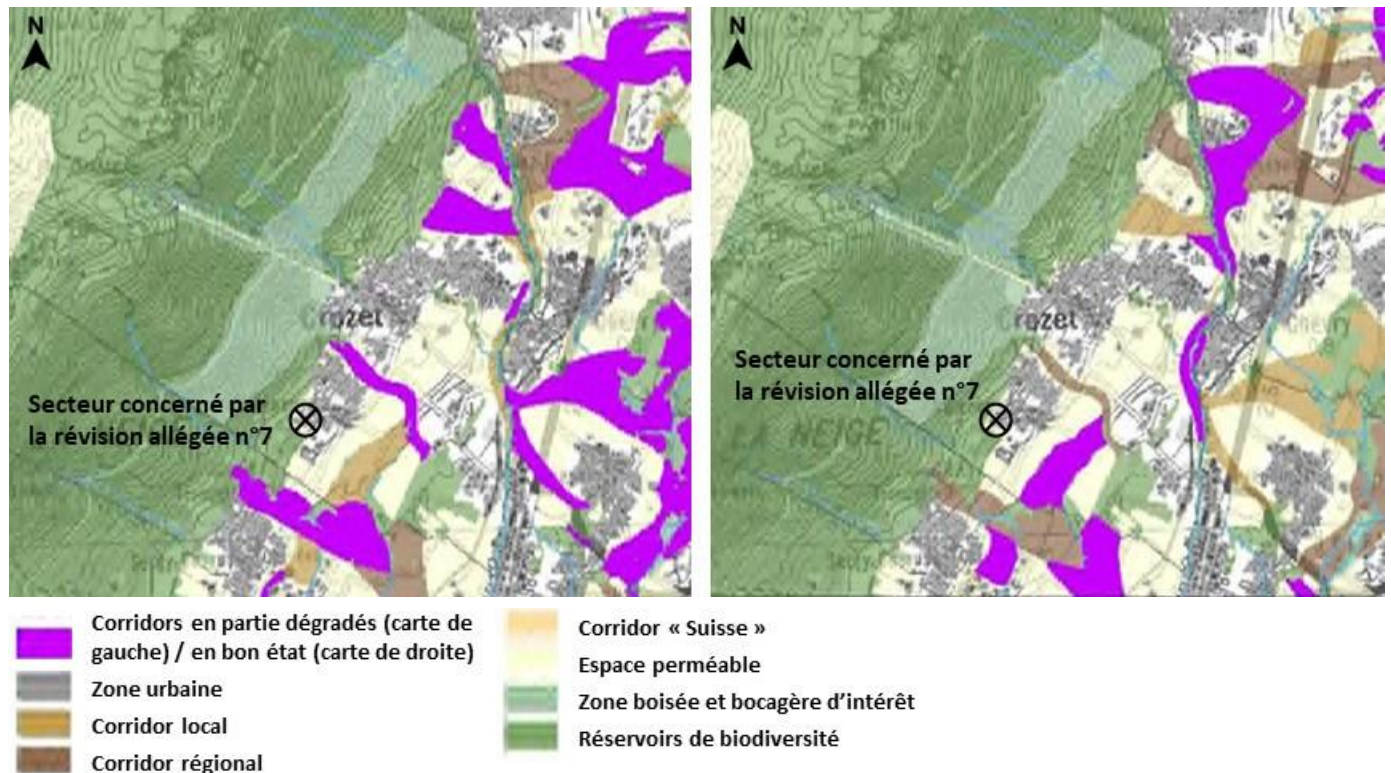 N
Crozet
Chevry
Secteur concerné par
la révision allégée n°7
N
Crozet
Chevry
Secteur concerné par
la révision allégée n°7
NEIGE
Corridors en partie dégradés (carte de
gauche) / en bon état (carte de droite)
Zone urbaine
Corridor local
Corridor régional
Corridor « Suisse »
Espace perméable
Zone boisée et bocagère d’intérêt
Réservoirs de biodiversité